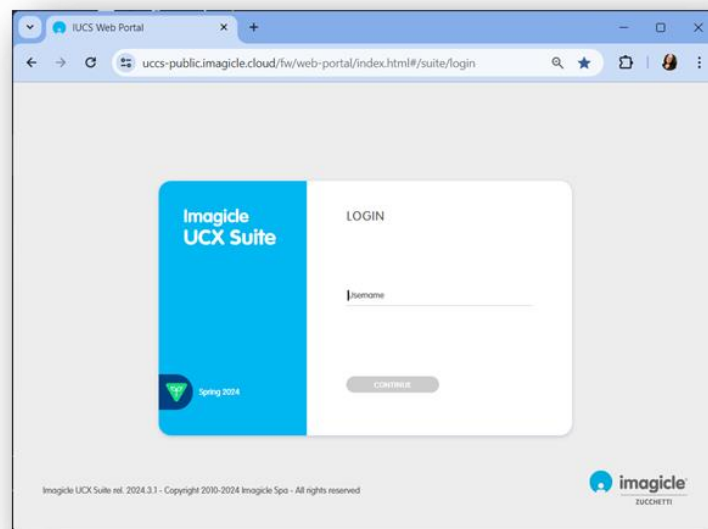 IUCS Web Portal
uccs-public.imagicle.cloud/fw/web-portal/index.html#/suite/login
Imagicle
UCX Suite
LOGIN
Username
CONTINUE
Spring 2024
Imagicle UCX Suite rel. 2024.3.1 - Copyright 2010-2024 Imagicle Spa - All rights reserved
imagicle
ZUCCHETTI